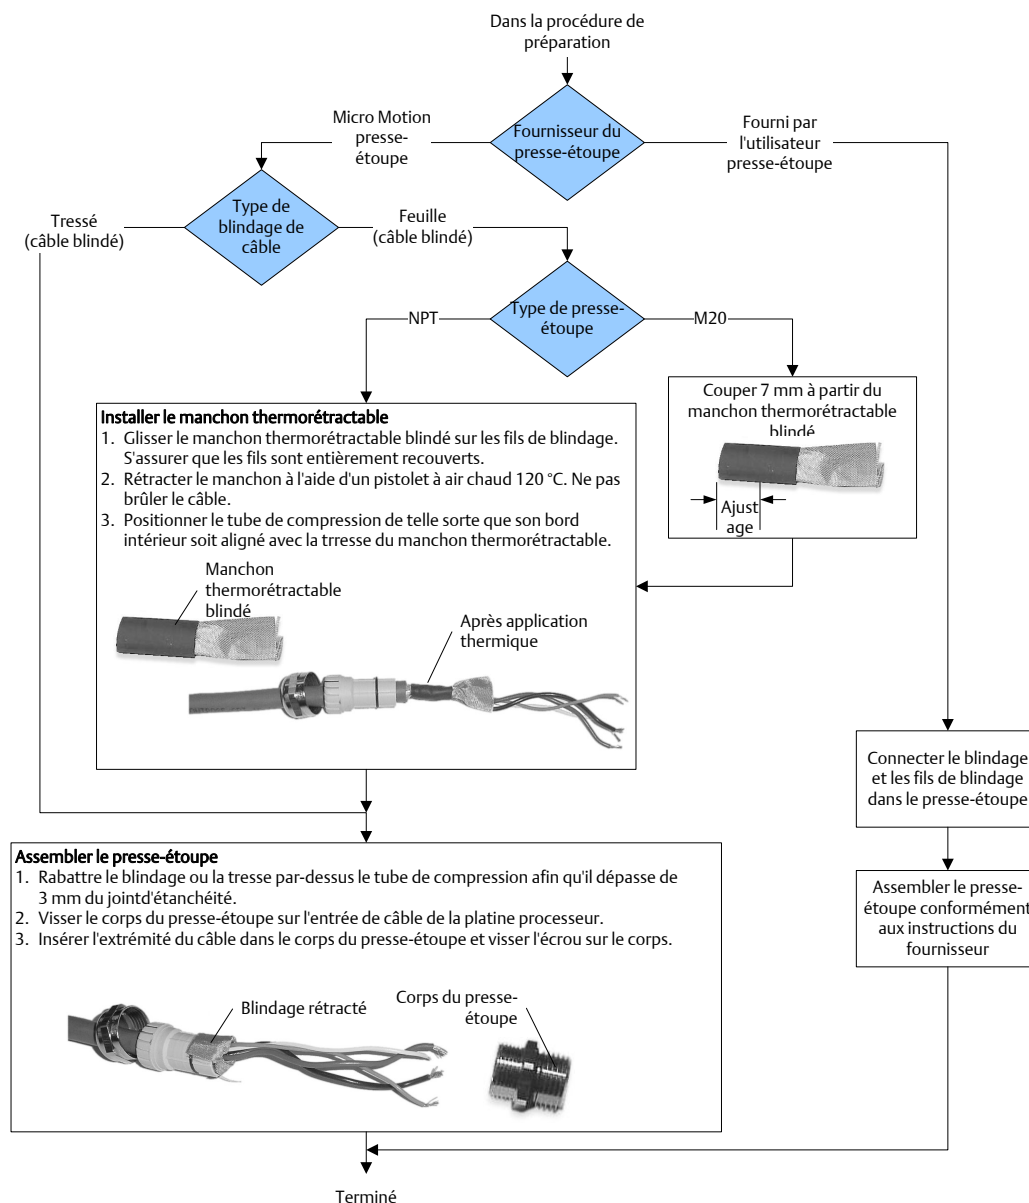 Dans la procédure de
préparation
Micro Motion
presse-
étoupe
Fournisseur du
presse-étoupe
Fourni par
l'utilisateur
presse-étoupe
Tressé
(câble blindé)
Type de
blindage de
câble
Feuille
(câble blindé)
NPT
Type de presse-
étoupe
M20
Couper 7 mm à partir du
manchon thermorétractable
blindé
Ajust
age
Installer le manchon thermorétractable
1. Glisser le manchon thermorétractable blindé sur les fils de blindage.
S'assurer que les fils sont entièrement recouverts.
2. Rétracter le manchon à l'aide d'un pistolet à air chaud 120 °C. Ne pas
brûler le câble.
3. Positionner le tube de compression de telle sorte que son bord
intérieur soit aligné avec la trresse du manchon thermorétractable.
Manchon
thermorétractable
blindé
Après application
thermique
Connecter le blindage
et les fils de blindage
dans le presse-étoupe
Assembler le presse-étoupe
1. Rabattre le blindage ou la tresse par-dessus le tube de compression afin qu'il dépasse de
3 mm du jointd'étanchéité.
2. Visser le corps du presse-étoupe sur l'entrée de câble de la platine processeur.
3. Insérer l'extrémité du câble dans le corps du presse-étoupe et visser l'écrou sur le corps.
Blindage rétracté
Corps du presse-
étoupe
Assembler le presse-
étoupe conformément
aux instructions du
fournisseur
Terminé